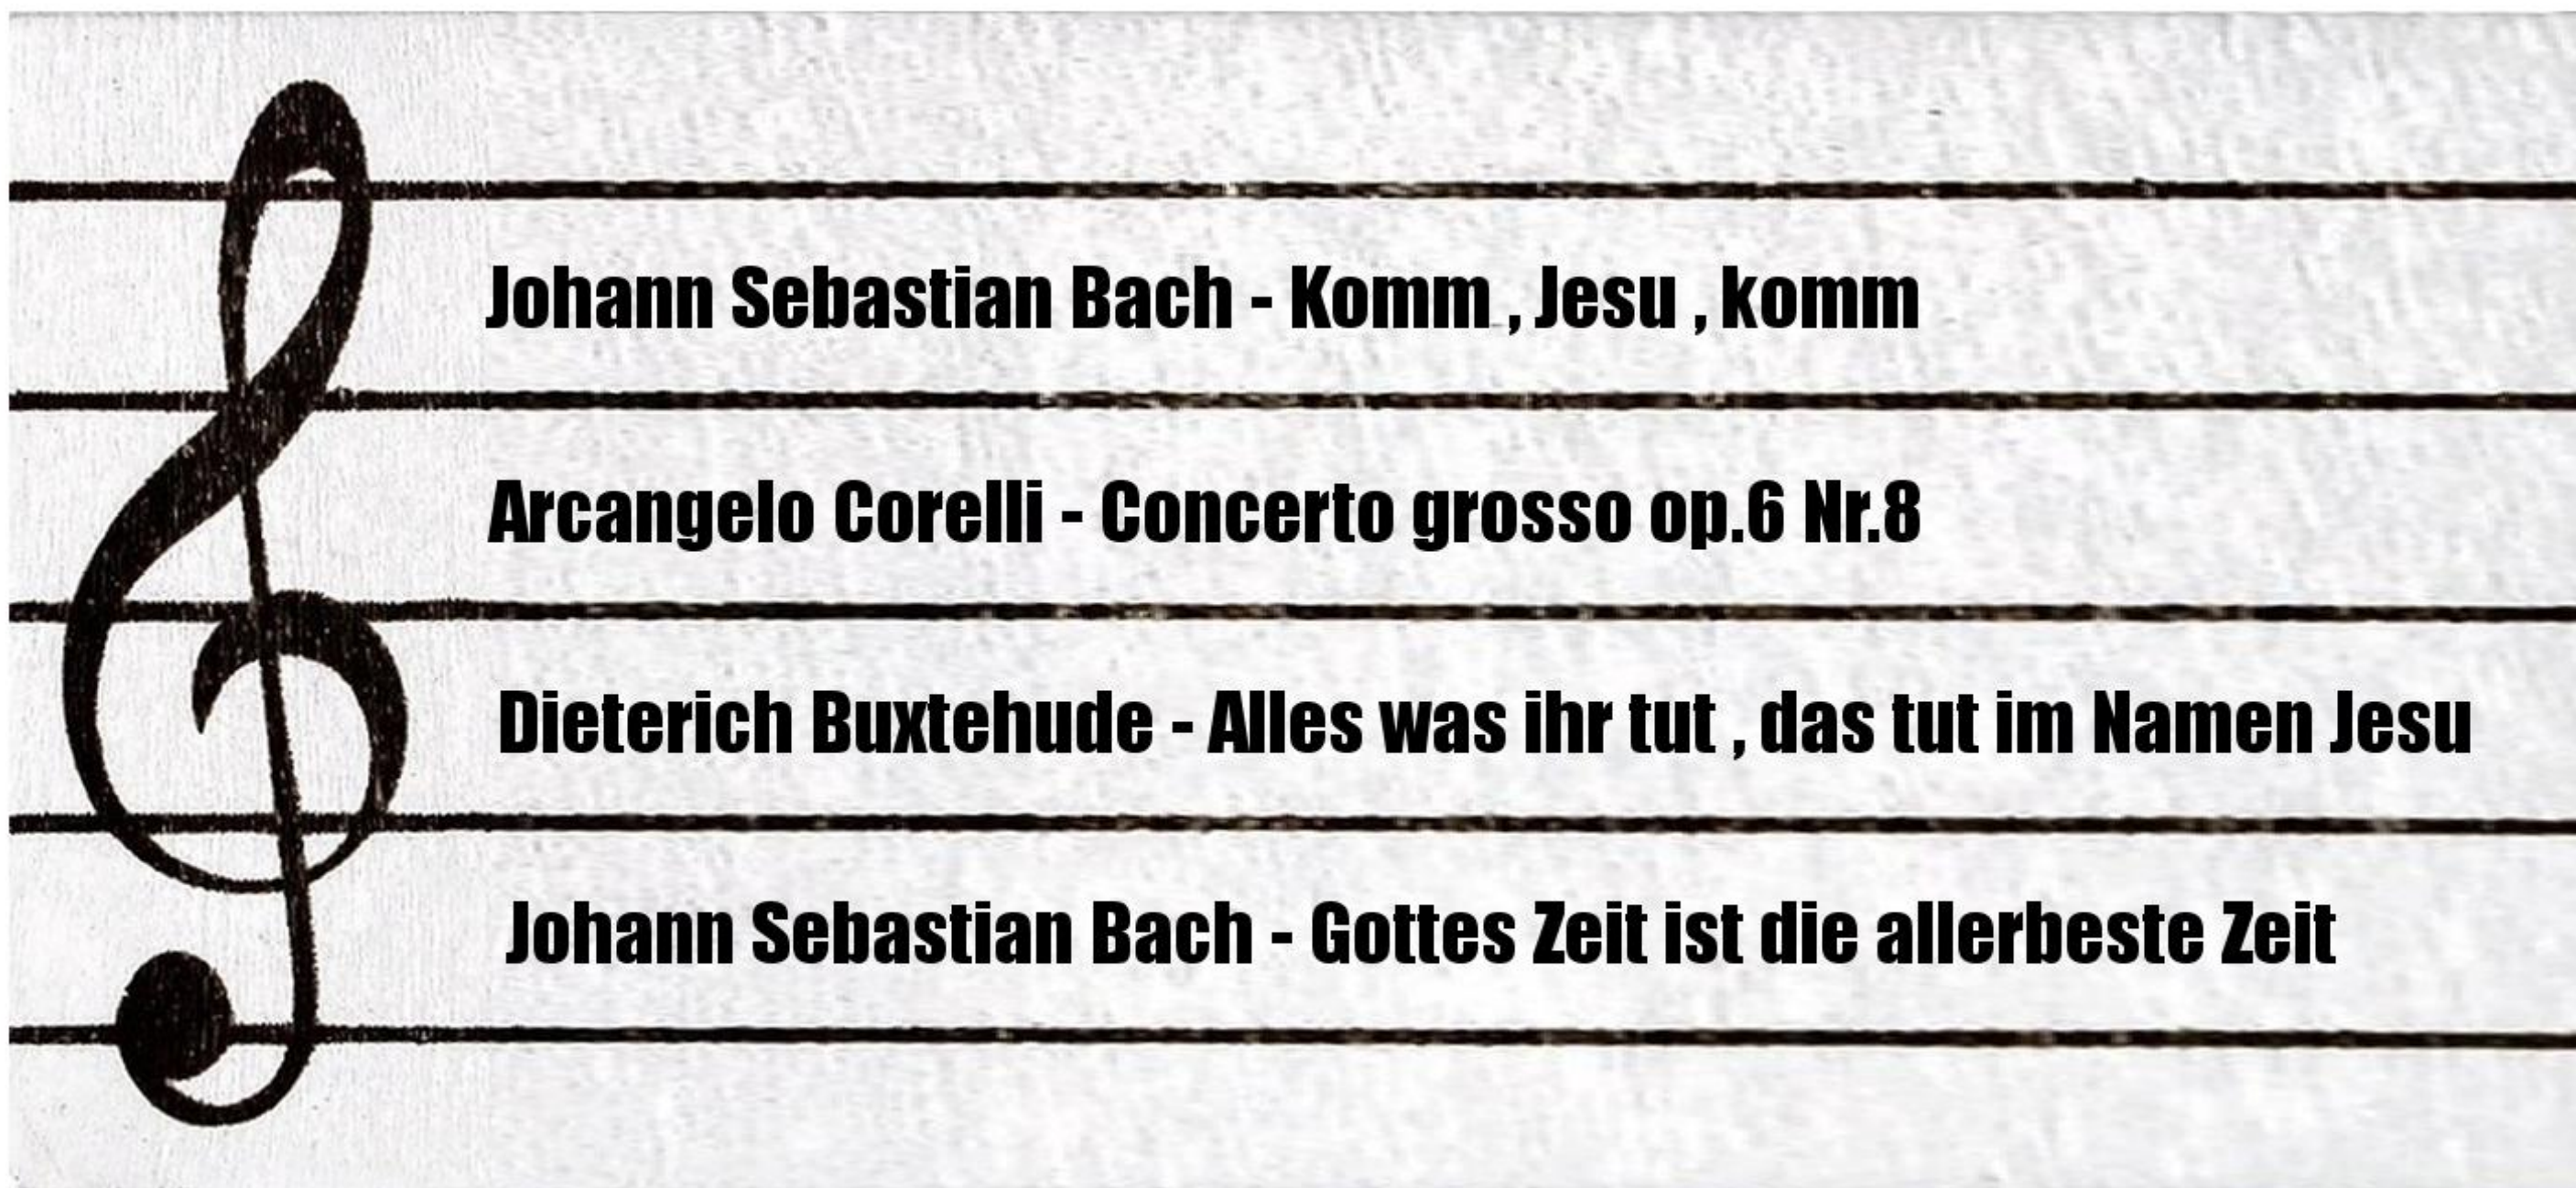 Johann Sebastian Bach - Komm , Jesu , komm
Arcangelo Corelli - Concerto grosso op.6 Nr.8
Dieterich Buxtehude - Alles was ihr tut , das tut im Namen Jesu
Johann Sebastian Bach - Gottes Zeit ist die allerbeste Zeit